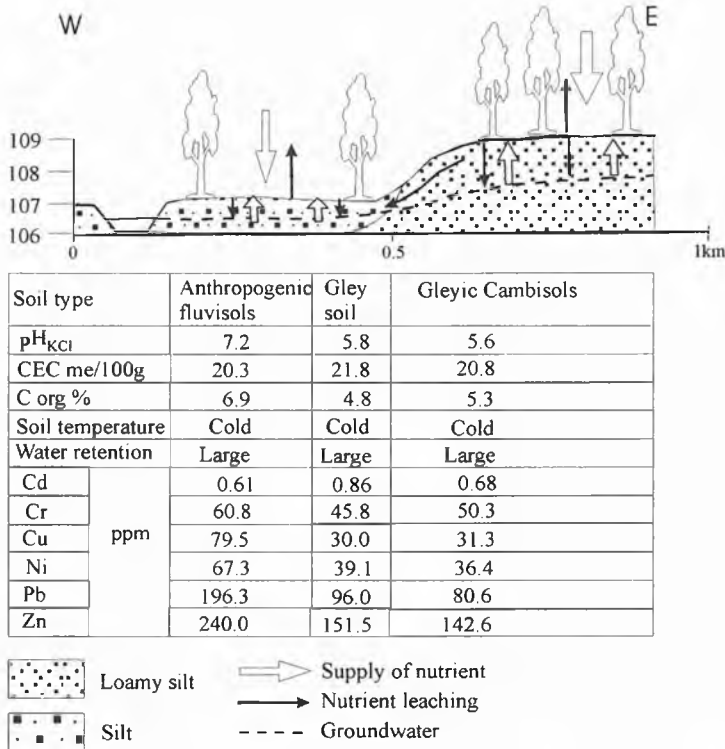 W E
109
108
107
106
0 0.5 1km
Soil type Anthropogenic fluvisols Gley soil Gleyic Cambisols
pHKCl 7.2 5.8 5.6
CEC me/100g 20.3 21.8 20.8
C org % 6.9 4.8 5.3
Soil temperature Cold Cold Cold
Water retention Large Large Large
Cd 0.61 0.86 0.68
Cr 60.8 45.8 50.3
Cu ppm 79.5 30.0 31.3
Ni 67.3 39.1 36.4
Pb 196.3 96.0 80.6
Zn 240.0 151.5 142.6
Loamy silt Supply of nutrient
Nutrient leaching
Silt Groundwater